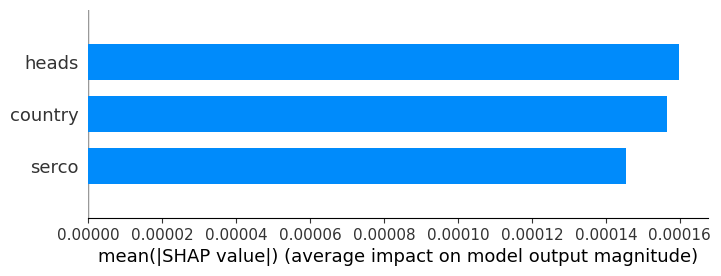 heads
country
serco
0.00000 0.00002 0.00004 0.00006 0.00008 0.00010 0.00012 0.00014 0.00016
mean(|SHAP value|) (average impact on model output magnitude)